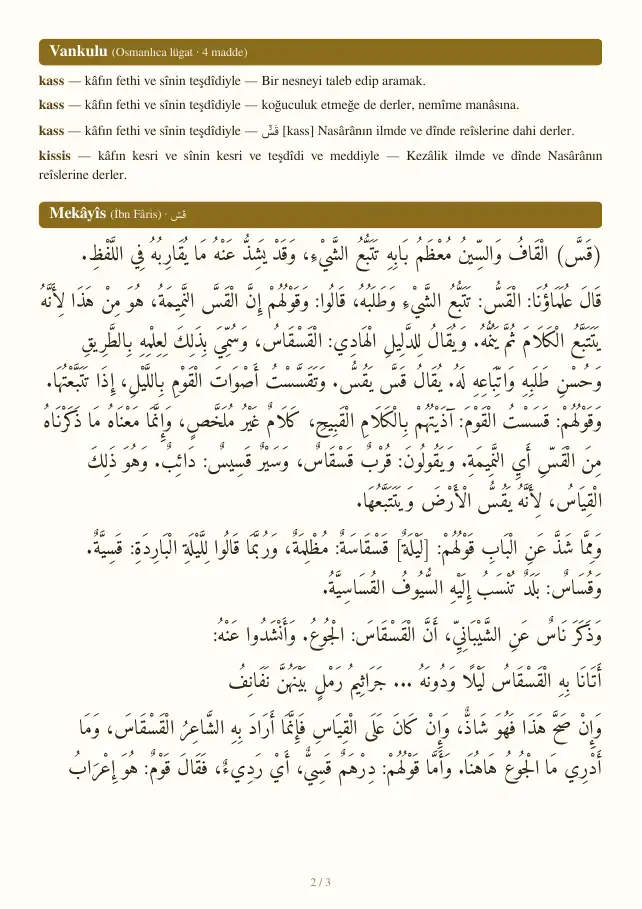 Vankulu (Osmanlıca lügat · 4 madde)
kass — kâfın fethi ve sînin teşdîdiyle — Bir nesneyi taleb edip aramak.
kass — kâfın fethi ve sînin teşdîdiyle — koğuculuk etmeğe de derler, nemîme manâsına.
kass — kâfın fethi ve sînin teşdîdiyle — قَسٌّ [kass] Nasârânın ilmde ve dînde reîslerine dahi derler.
kissis — kâfın kesri ve sînin kesri ve teşdîdi ve meddiyle — Kezâlik ilmde ve dînde Nasârânın
reîslerine derler.
Mekâyîs (İbn Fâris) · قس
(قَسَّ) الْقَافُ وَالسِّينُ مُعْظَمُ بَابِهِ تَتَبُّعُ الشَّيْءِ، وَقَدْ يَشِذُّ عَنْهُ مَا يُقَارِبُهُ فِي اللَّفْظِ.
قَالَ عُلَمَاؤُنَا: الْقَسُّ: تَتَبُّعُ الشَّيْءِ وَطَلَبُهُ، قَالُوا: وَقَوْلُهُمْ إِنَّ الْقَسَّ النَّمِيمَةُ، هُوَ مِنْ هَذَا لِأَنَّهُ
يَتَتَبَّعُ الْكَلَامَ ثُمَّ يَنُمُّهُ. وَيُقَالُ لِلدَّلِيلِ الْهَادِي: الْقَسْقَاسُ، وَسُمِّيَ بِذَلِكَ لِعِلْمِهِ بِالطَّرِيقِ
وَحُسْنِ طَلَبِهِ وَاتِّبَاعِهِ لَهُ. يُقَالُ قَسَّ يَقُسُّ. وَتَقَسَّسْتُ أَصْوَاتَ الْقَوْمِ بِاللَّيْلِ، إِذَا تَتَبَّعْتُهَا.
وَقَوْلُهُمْ: قَسَسْتُ الْقَوْمَ: آذَيْتُهُمْ بِالْكَلَامِ الْقَبِيحِ، كَلَامٌ غَيْرُ مُلَخَّصٍ، وَإِنَّمَا مَعْنَاهُ مَا ذَكَرْنَاهُ
مِنَ الْقَسِّ أَيِ النَّمِيمَةِ. وَيَقُولُونَ: قُرْبٌ قَسْقَاسٌ، وَسَيْرٌ قَسِيسٌ: دَائِبٌ. وَهُوَ ذَلِكَ
الْقِيَاسُ، لِأَنَّهُ يَقُسُّ الْأَرْضَ وَيَتَتَبَّعُهَا.
وَمِمَّا شَذَّ عَنِ الْبَابِ قَوْلُهُمْ: [لَيْلَةٌ] قَسْقَاسَةٌ: مُظْلِمَةٌ، وَرُبَّمَا قَالُوا لِلَّيْلَةِ الْبَارِدَةِ: قَسِيَّةٌ.
وَقُسَاسٌ: بَلَدٌ تُنْسَبُ إِلَيْهِ السُّيُوفُ القُسَاسِيَّةُ.
وَذَكَرَ نَاسٌ عَنِ الشَّيْبَانِيِّ، أَنَّ الْقَسْقَاسَ: الْجُوعُ. وَأَنْشَدُوا عَنْهُ:
أَتَانَا بِهِ الْقَسْقَاسُ لَيْلًا وَدُونَهُ ... جَرَاثِيمُ رَمْلٍ بَيْنَهُنَّ نَفَانِفُ
وَإِنْ صَحَّ هَذَا فَهُوَ شَاذٌّ، وَإِنْ كَانَ عَلَى الْقِيَاسِ فَإِنَّمَا أَرَادَ بِهِ الشَّاعِرُ الْقَسْقَاسَ، وَمَا
أَدْرِي مَا الْجُوعُ هَاهُنَا. وَأَمَّا قَوْلُهُمْ: دِرْهَمٌ قَسِيٌّ، أَيْ رَدِيءٌ، فَقَالَ قَوْمٌ: هُوَ إِعْرَابُ
2 / 3